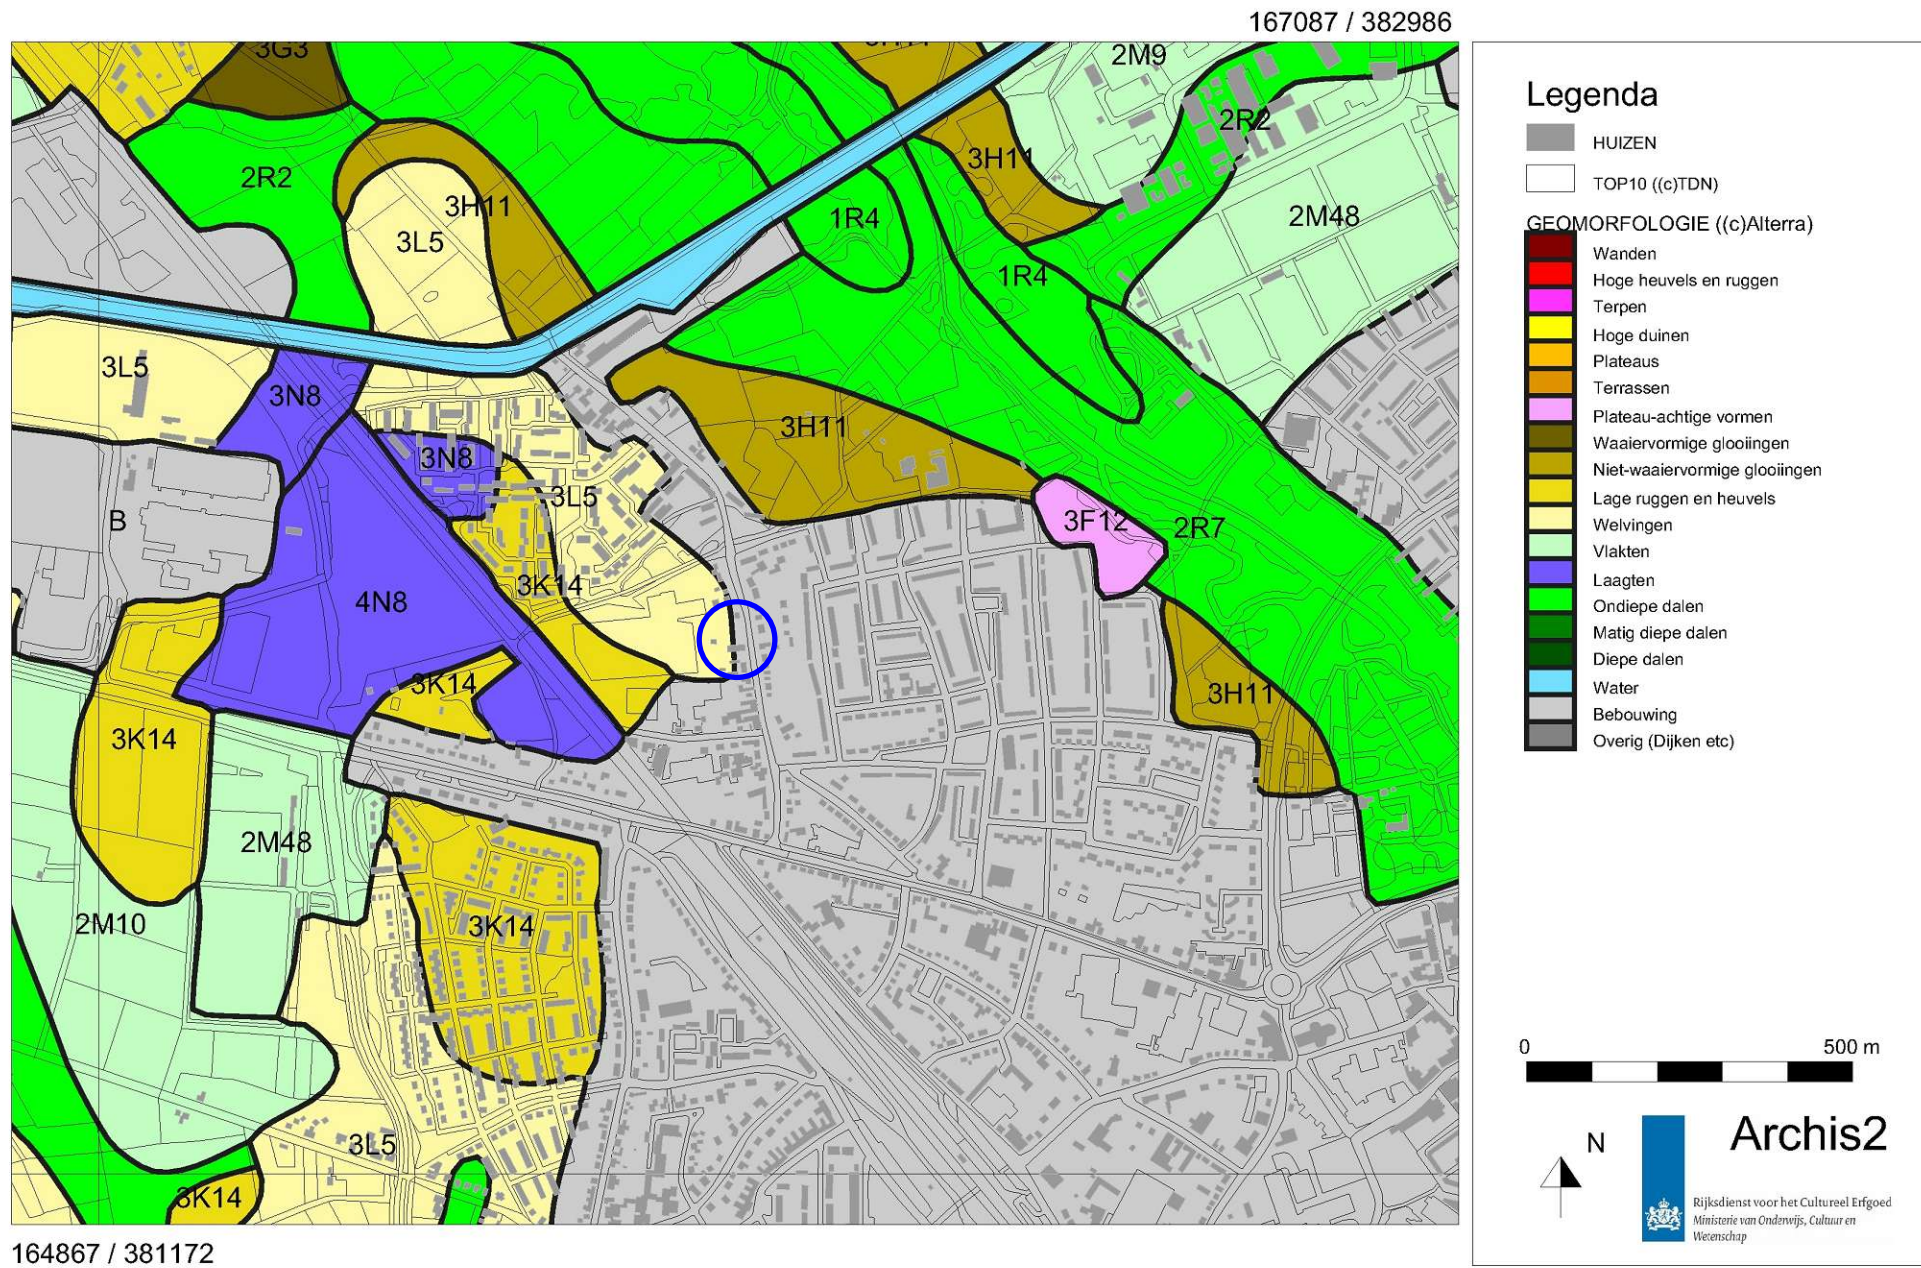 167087 / 382986
3G3
3H11
2M9
2R2
2R2
3H11
3H11
3L5
1R4
2M48
1R4
3L5
3N8
3H11
3N8
3L5
B
3F12
2R7
3K14
4N8
3K14
3H11
3K14
2M48
2M10
3K14
3L5
3K14
164867 / 381172
Legenda
HUIZEN
TOP10 ((c)TDN)
GEOMORFOLOGIE ((c)Alterra)
Wanden
Hoge heuvels en ruggen
Terpen
Hoge duinen
Plateaus
Terrassen
Plateau-achtige vormen
Waaiervormige glooiingen
Niet-waaiervormige glooiingen
Lage ruggen en heuvels
Welvingen
Vlakten
Laagten
Ondiepe dalen
Matig diepe dalen
Diepe dalen
Water
Bebouwing
Overig (Dijken etc)
0 500 m
N
Archis2
Rijksdienst voor het Cultureel Erfgoed
Ministerie van Onderwijs, Cultuur en
Wetenschap